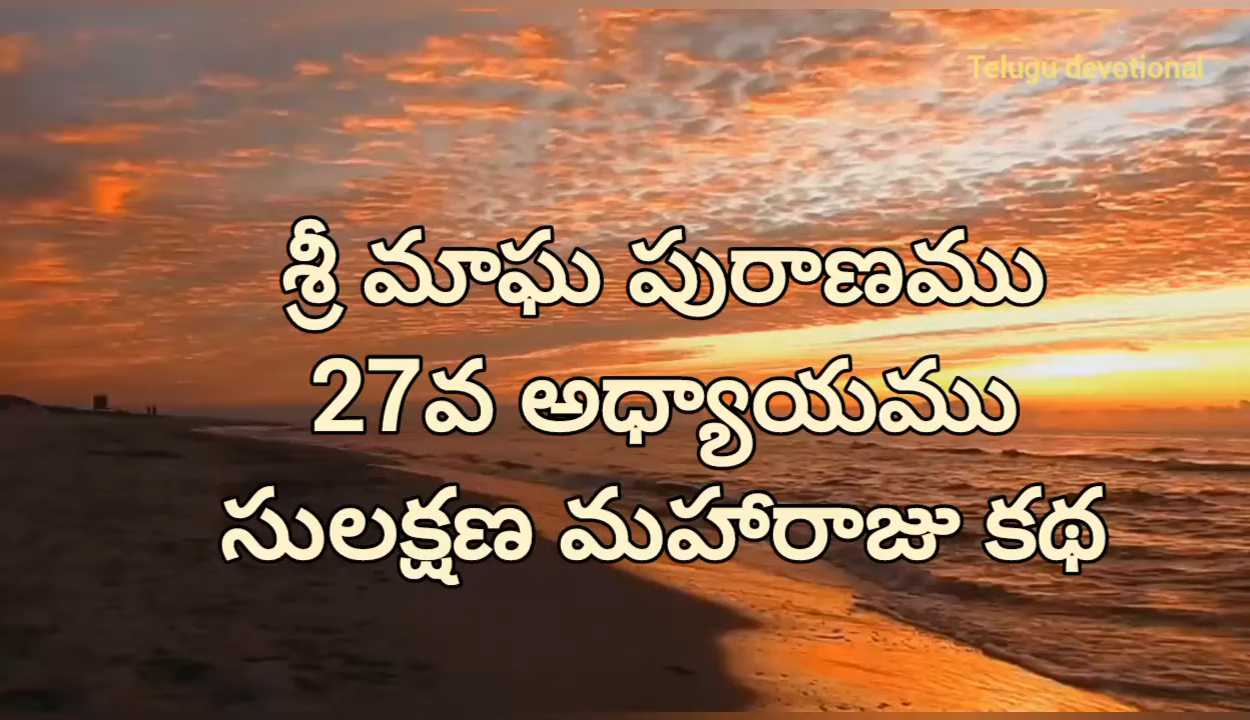 Telugu devotional
శ్రీ మాఘ పురాణము
27వ అధ్యాయము
సులక్షణ మహారాజు కథ